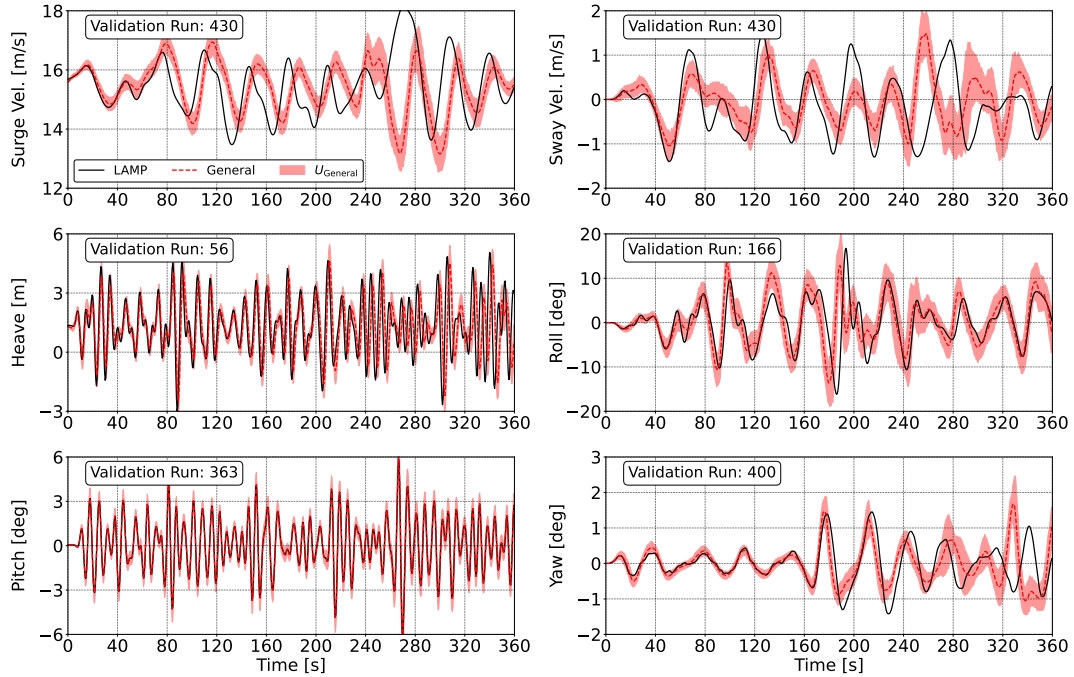 Surge Vel. [m/s]
18
16
14
12
Validation Run: 430
LAMP
General
U_General
0 40 80 120 160 200 240 280 320 360
Sway Vel. [m/s]
2
1
0
−1
−2
Validation Run: 430
0 40 80 120 160 200 240 280 320 360
Heave [m]
6
3
0
−3
Validation Run: 56
0 40 80 120 160 200 240 280 320 360
Roll [deg]
20
10
0
−10
−20
Validation Run: 166
0 40 80 120 160 200 240 280 320 360
Pitch [deg]
6
3
0
−3
−6
Validation Run: 363
0 40 80 120 160 200 240 280 320 360
Time [s]
Yaw [deg]
3
2
1
0
−1
−2
Validation Run: 400
0 40 80 120 160 200 240 280 320 360
Time [s]